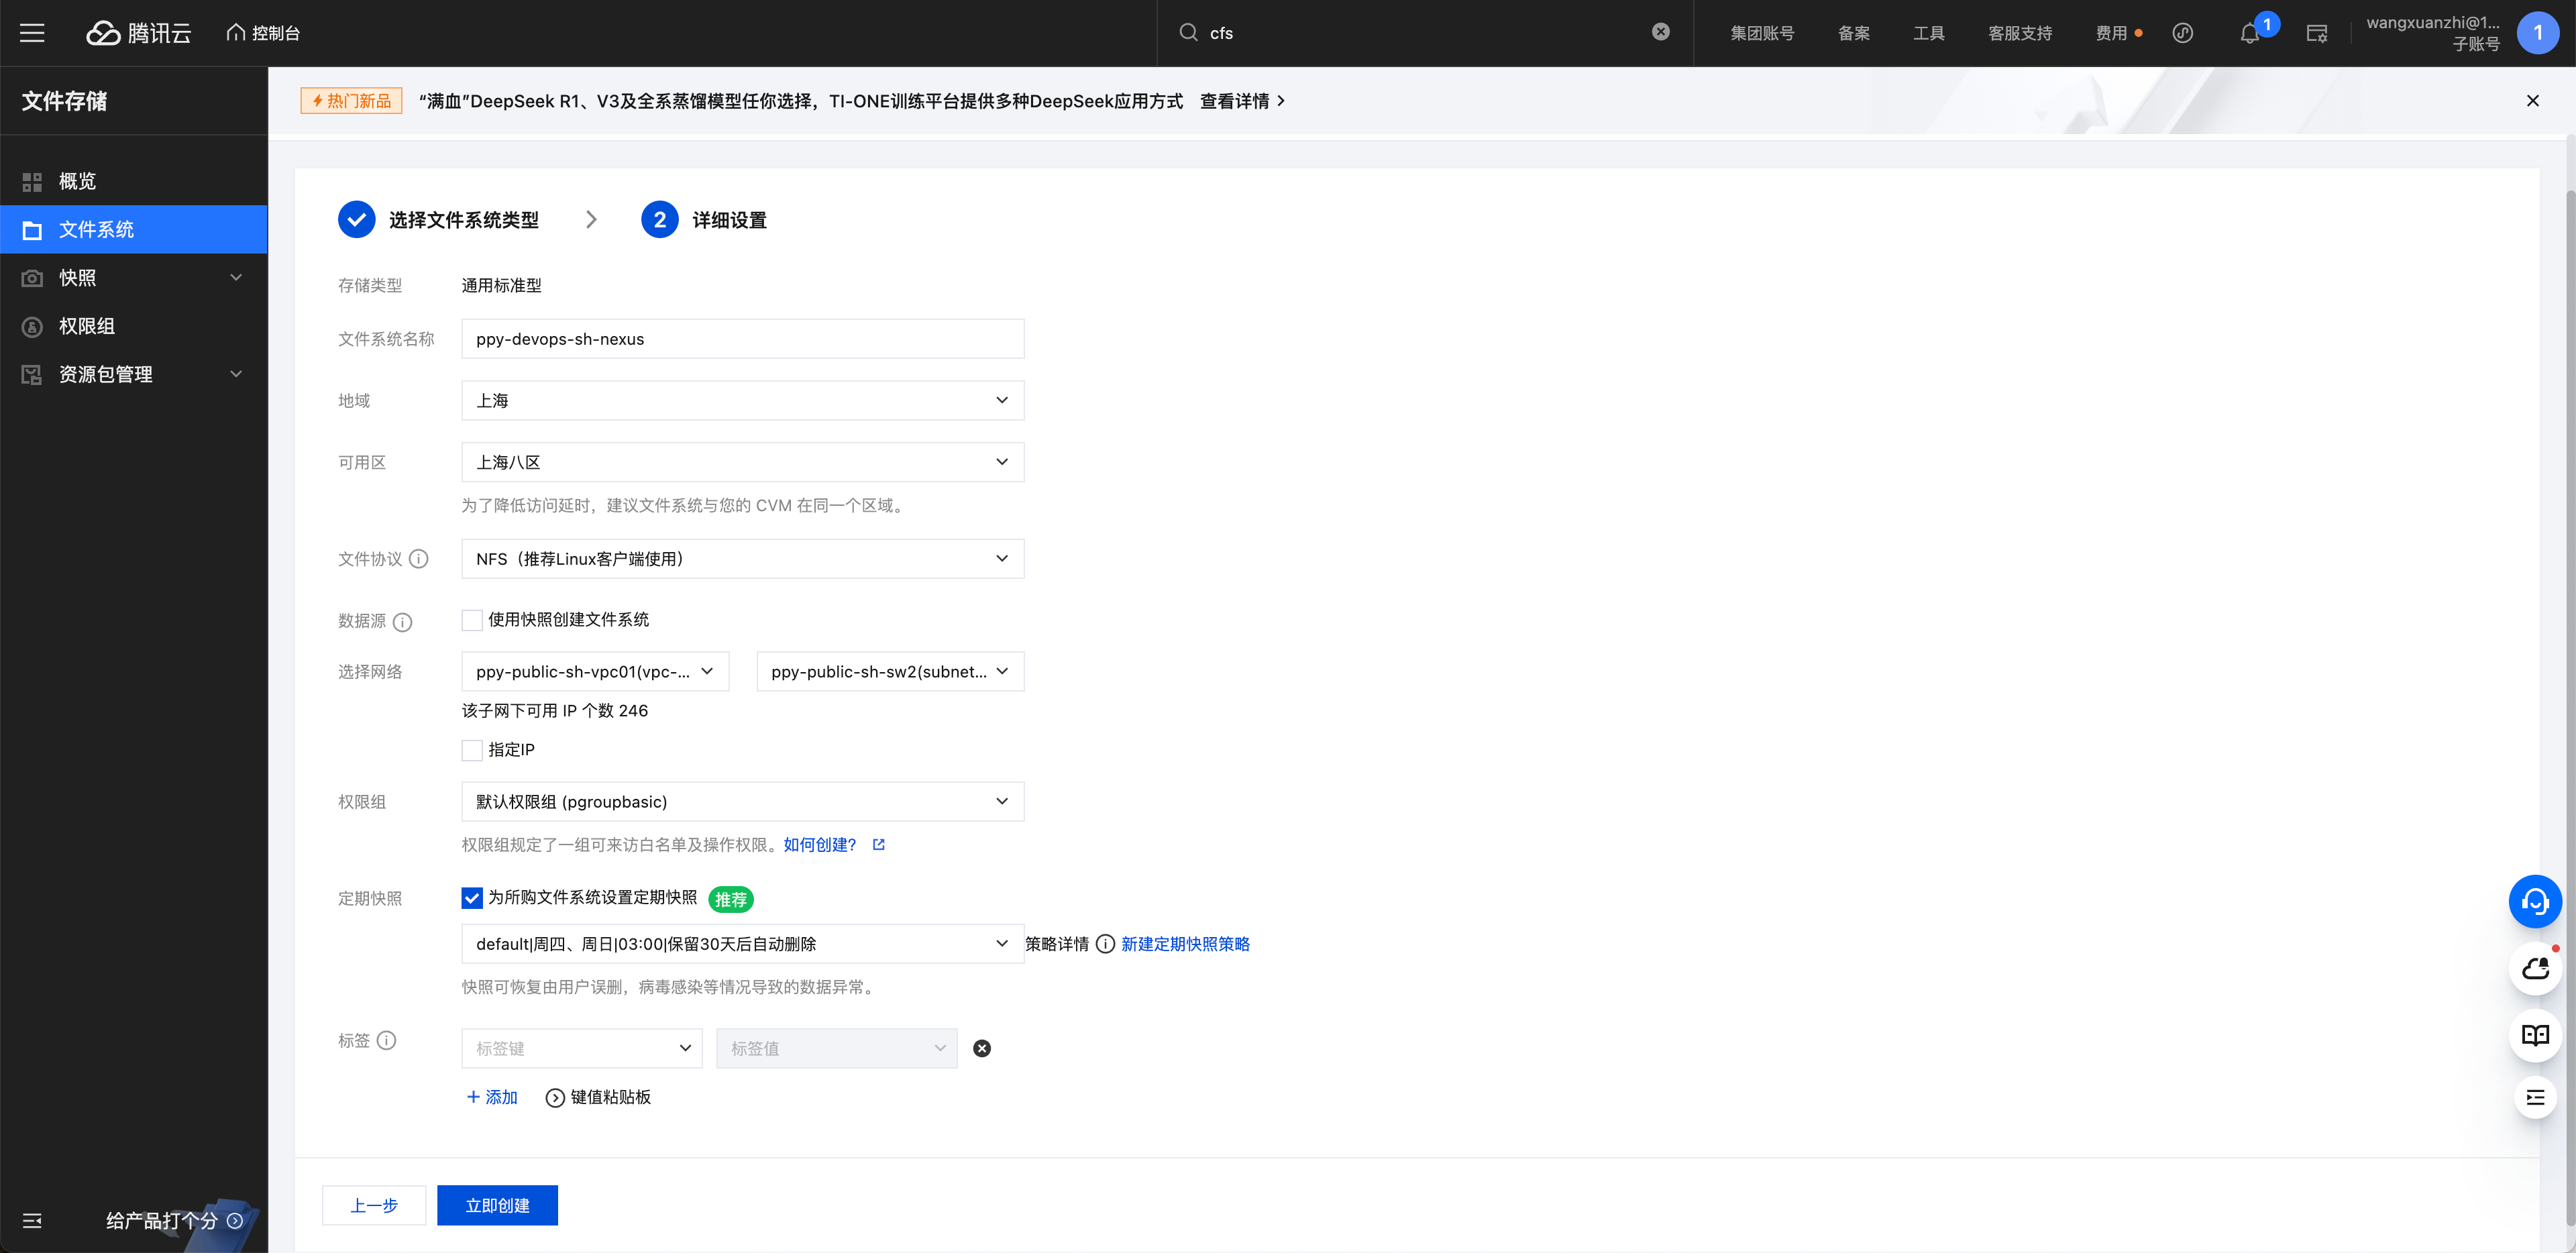 腾讯云
控制台
cfs
集团账号
备案
工具
客服支持
费用
1
wangxuanzhi@1...
子账号
1
文件存储
概览
文件系统
快照
权限组
资源包管理
给产品打个分
热门新品
“满血”DeepSeek R1、V3及全系蒸馏模型任你选择，TI-ONE训练平台提供多种DeepSeek应用方式 查看详情
选择文件系统类型
2 详细设置
存储类型 通用标准型
文件系统名称 ppy-devops-sh-nexus
地域 上海
可用区 上海八区
为了降低访问延时，建议文件系统与您的 CVM 在同一个区域。
文件协议 NFS（推荐Linux客户端使用）
数据源 使用快照创建文件系统
选择网络 ppy-public-sh-vpc01(vpc-... ppy-public-sh-sw2(subnet...
该子网下可用 IP 个数 246
指定IP
权限组 默认权限组 (pgroupbasic)
权限组规定了一组可来访白名单及操作权限。如何创建?
定期快照 为所购文件系统设置定期快照 推荐
default|周四、周日|03:00|保留30天后自动删除 策略详情 新建定期快照策略
快照可恢复由用户误删，病毒感染等情况导致的数据异常。
标签 标签键 标签值
+ 添加 键值粘贴板
上一步 立即创建